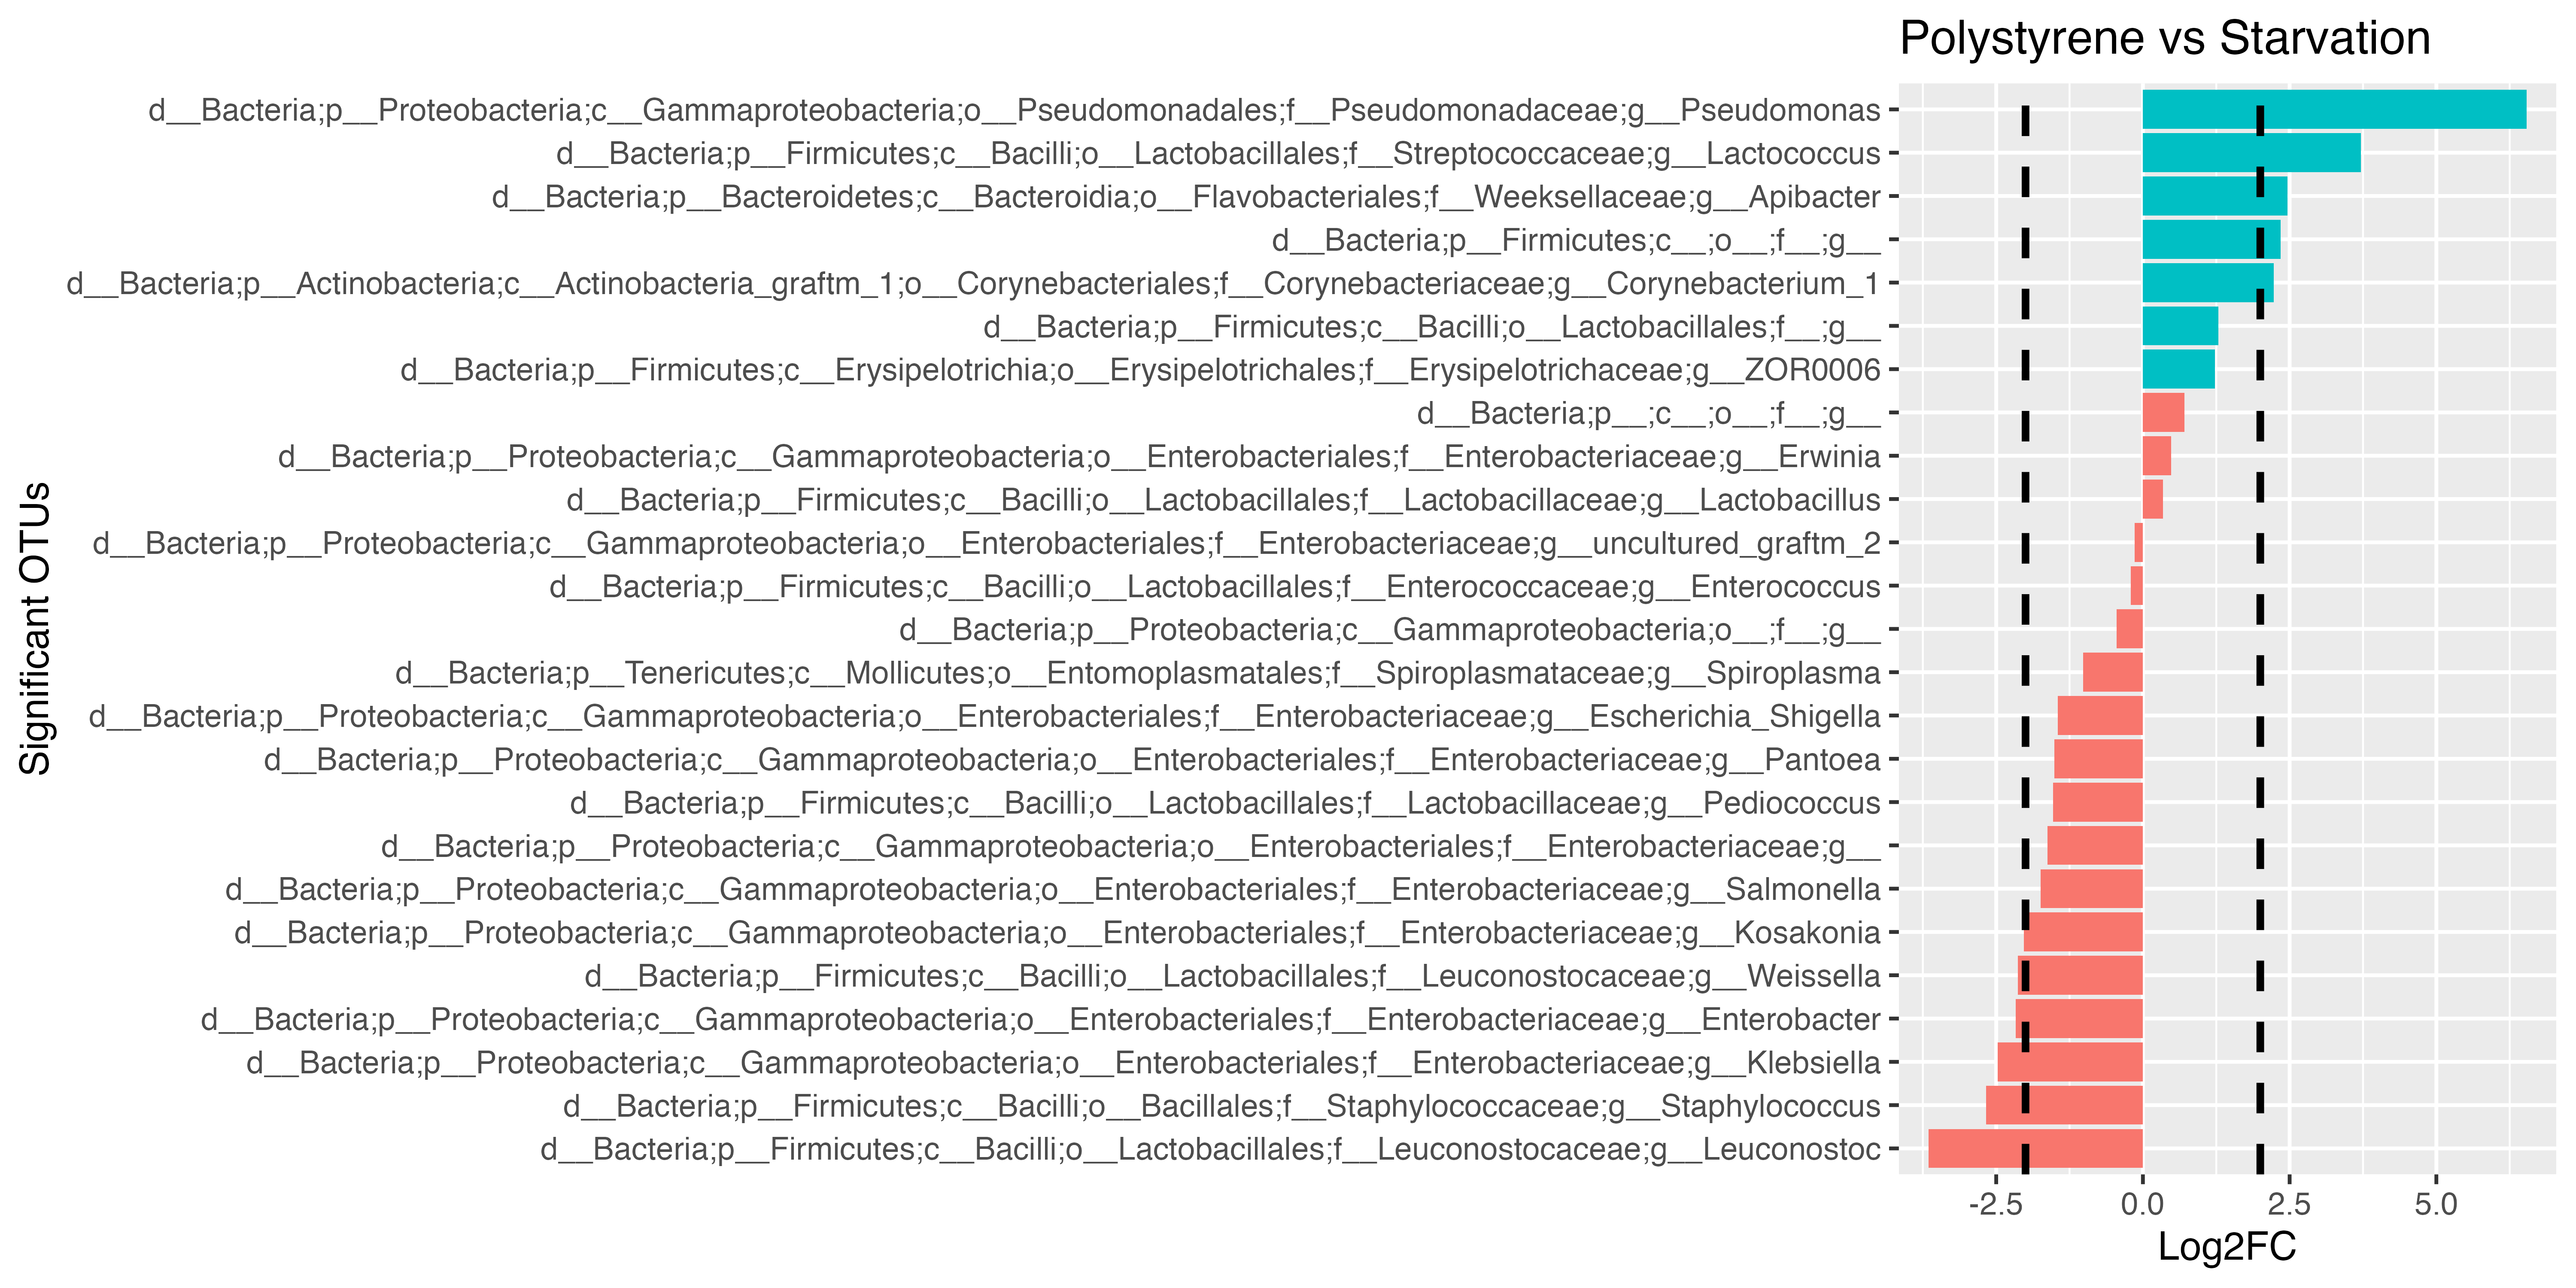 Polystyrene vs Starvation
Significant OTUs
d__Bacteria;p__Proteobacteria;c__Gammaproteobacteria;o__Pseudomonadales;f__Pseudomonadaceae;g__Pseudomonas
d__Bacteria;p__Firmicutes;c__Bacilli;o__Lactobacillales;f__Streptococcaceae;g__Lactococcus
d__Bacteria;p__Bacteroidetes;c__Bacteroidia;o__Flavobacteriales;f__Weeksellaceae;g__Apibacter
d__Bacteria;p__Firmicutes;c__;o__;f__;g__
d__Bacteria;p__Actinobacteria;c__Actinobacteria_graftm_1;o__Corynebacteriales;f__Corynebacteriaceae;g__Corynebacterium_1
d__Bacteria;p__Firmicutes;c__Bacilli;o__Lactobacillales;f__;g__
d__Bacteria;p__Firmicutes;c__Erysipelotrichia;o__Erysipelotrichales;f__Erysipelotrichaceae;g__ZOR0006
d__Bacteria;p__;c__;o__;f__;g__
d__Bacteria;p__Proteobacteria;c__Gammaproteobacteria;o__Enterobacteriales;f__Enterobacteriaceae;g__Erwinia
d__Bacteria;p__Firmicutes;c__Bacilli;o__Lactobacillales;f__Lactobacillaceae;g__Lactobacillus
d__Bacteria;p__Proteobacteria;c__Gammaproteobacteria;o__Enterobacteriales;f__Enterobacteriaceae;g__uncultured_graftm_2
d__Bacteria;p__Firmicutes;c__Bacilli;o__Lactobacillales;f__Enterococcaceae;g__Enterococcus
d__Bacteria;p__Proteobacteria;c__Gammaproteobacteria;o__;f__;g__
d__Bacteria;p__Tenericutes;c__Mollicutes;o__Entomoplasmatales;f__Spiroplasmataceae;g__Spiroplasma
d__Bacteria;p__Proteobacteria;c__Gammaproteobacteria;o__Enterobacteriales;f__Enterobacteriaceae;g__Escherichia_Shigella
d__Bacteria;p__Proteobacteria;c__Gammaproteobacteria;o__Enterobacteriales;f__Enterobacteriaceae;g__Pantoea
d__Bacteria;p__Firmicutes;c__Bacilli;o__Lactobacillales;f__Lactobacillaceae;g__Pediococcus
d__Bacteria;p__Proteobacteria;c__Gammaproteobacteria;o__Enterobacteriales;f__Enterobacteriaceae;g__
d__Bacteria;p__Proteobacteria;c__Gammaproteobacteria;o__Enterobacteriales;f__Enterobacteriaceae;g__Salmonella
d__Bacteria;p__Proteobacteria;c__Gammaproteobacteria;o__Enterobacteriales;f__Enterobacteriaceae;g__Kosakonia
d__Bacteria;p__Firmicutes;c__Bacilli;o__Lactobacillales;f__Leuconostocaceae;g__Weissella
d__Bacteria;p__Proteobacteria;c__Gammaproteobacteria;o__Enterobacteriales;f__Enterobacteriaceae;g__Enterobacter
d__Bacteria;p__Proteobacteria;c__Gammaproteobacteria;o__Enterobacteriales;f__Enterobacteriaceae;g__Klebsiella
d__Bacteria;p__Firmicutes;c__Bacilli;o__Bacillales;f__Staphylococcaceae;g__Staphylococcus
d__Bacteria;p__Firmicutes;c__Bacilli;o__Lactobacillales;f__Leuconostocaceae;g__Leuconostoc
-2.5 0.0 2.5 5.0
Log2FC